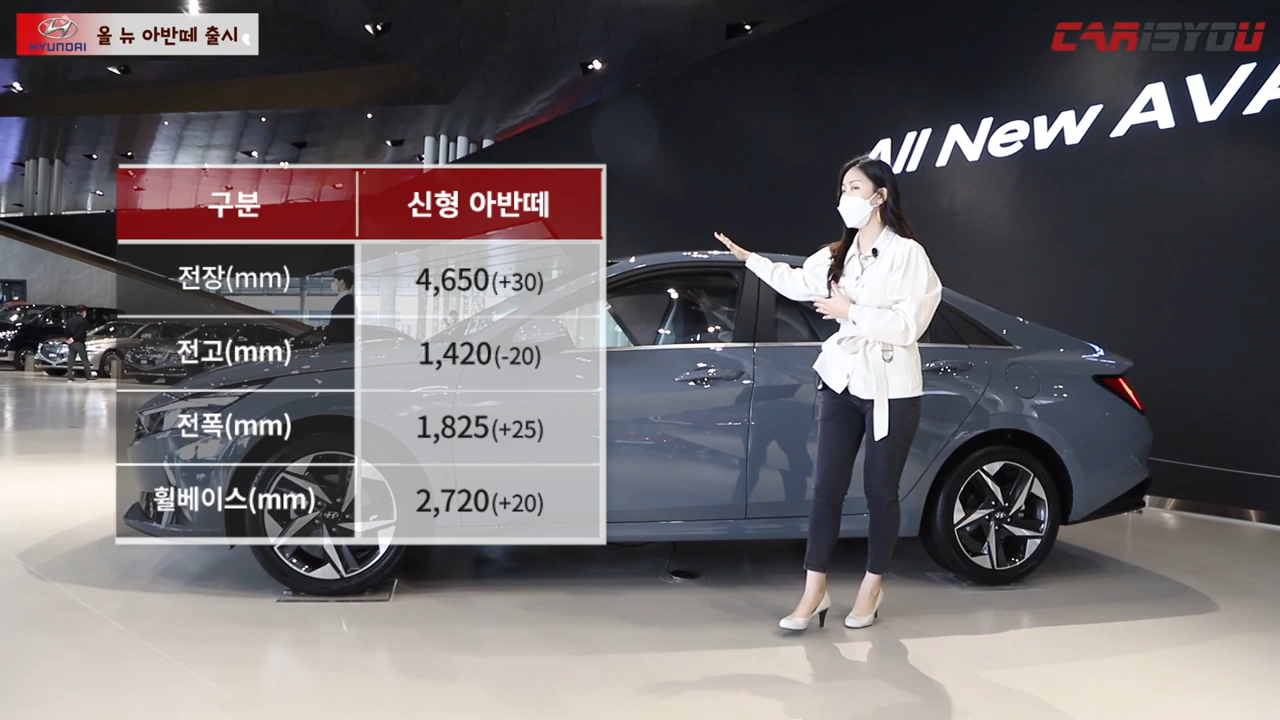 HYUNDAI 올 뉴 아반떼 출시
CARISYOU
All New AVA
구분 신형 아반떼
전장(mm) 4,650(+30)
전고(mm) 1,420(-20)
전폭(mm) 1,825(+25)
휠베이스(mm) 2,720(+20)